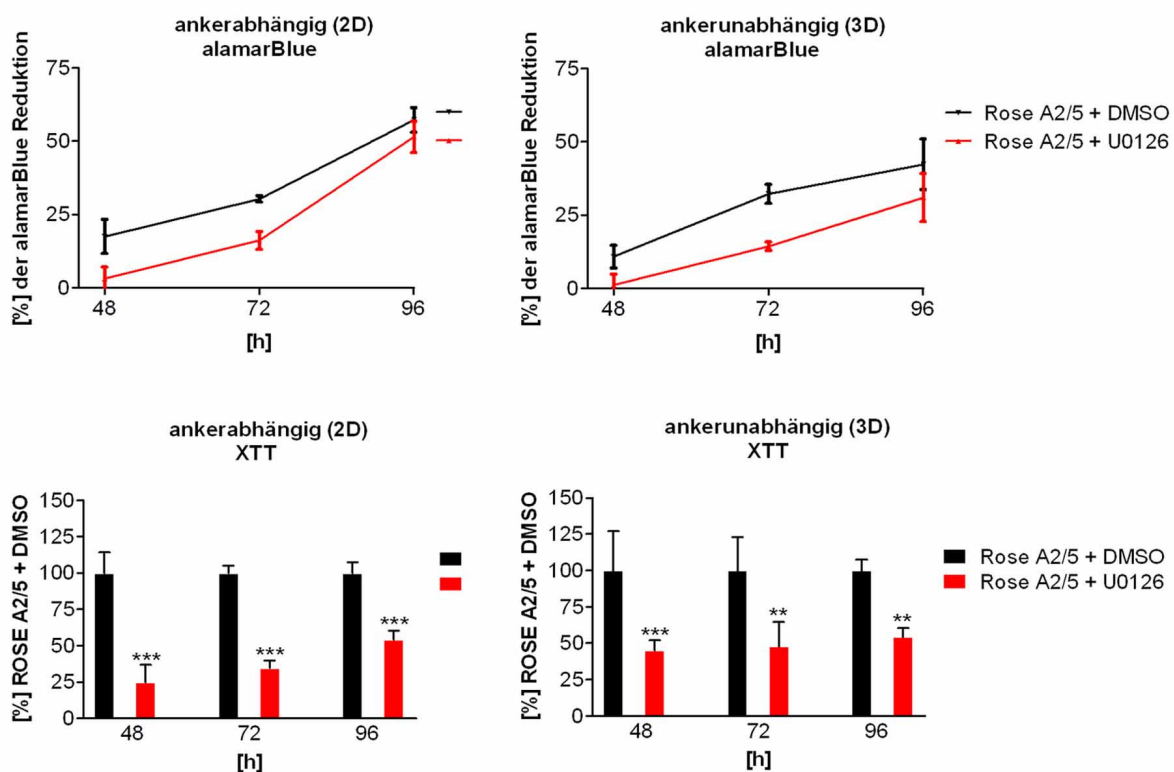 ankerabhängig (2D)
alamarBlue
[%] der alamarBlue Reduktion
75
50
25
0
48
72
96
[h]
ankerunabhängig (3D)
alamarBlue
[%] der alamarBlue Reduktion
75
50
25
0
48
72
96
[h]
Rose A2/5 + DMSO
Rose A2/5 + U0126
ankerabhängig (2D)
XTT
[%] ROSE A2/5 + DMSO
150
125
100
75
50
25
0
***
***
***
48
72
96
[h]
ankerunabhängig (3D)
XTT
[%] ROSE A2/5 + DMSO
150
125
100
75
50
25
0
***
**
**
48
72
96
[h]
Rose A2/5 + DMSO
Rose A2/5 + U0126